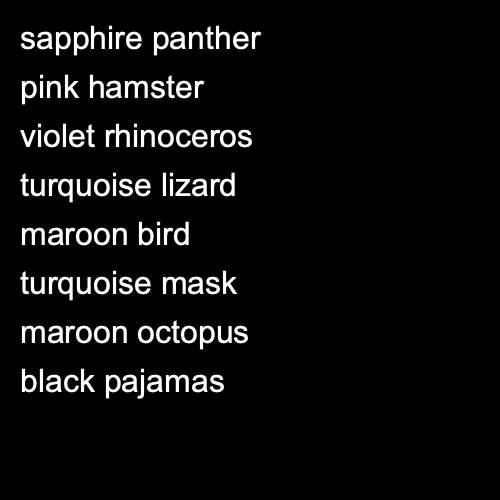 sapphire panther
pink hamster
violet rhinoceros
turquoise lizard
maroon bird
turquoise mask
maroon octopus
black pajamas